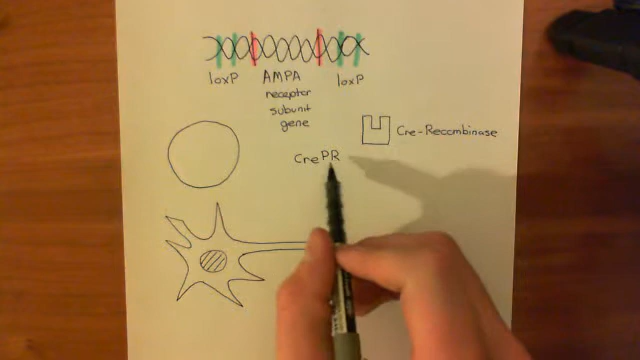 loxP AMPA loxP
receptor
subunit
gene
Cre-Recombinase
CrePR